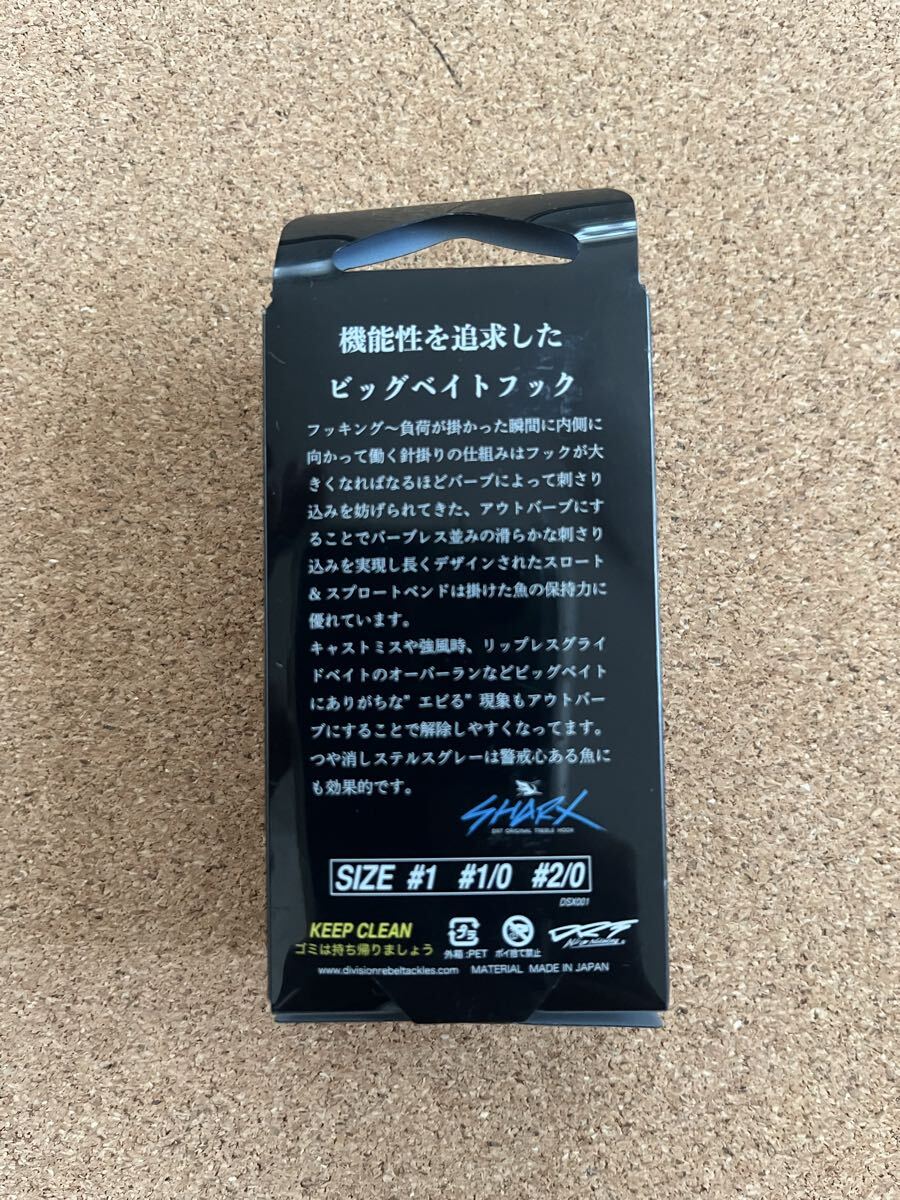 機能性を追求した
ビッグベイトフック
フッキング〜負荷が掛かった瞬間に内側に
向かって働く針掛りの仕組みはフックが大
きくなればなるほどバーブによって刺さり
込みを妨げられてきた、アウトバーブにす
ることでバーブレス並みの滑らかな刺さり
込みを実現し長くデザインされたスロート
&スプロートベンドは掛けた魚の保持力に
優れています。
キャストミスや強風時、リップレスグライ
ドベイトのオーバーランなどビッグベイト
にありがちな" エビる" 現象もアウトバー
ブにすることで解除しやすくなってます。
つや消しステルスグレーは警戒心ある魚に
も効果的です。
SHARX
DRT ORIGINAL TREBLE HOOK
SIZE #1 #1/0 #2/0
DSX001
KEEP CLEAN
ゴミは持ち帰りましょう
プラ
外箱:PET ポイ捨て禁止
DRT
www.divisionrebeltackles.com MATERIAL MADE IN JAPAN